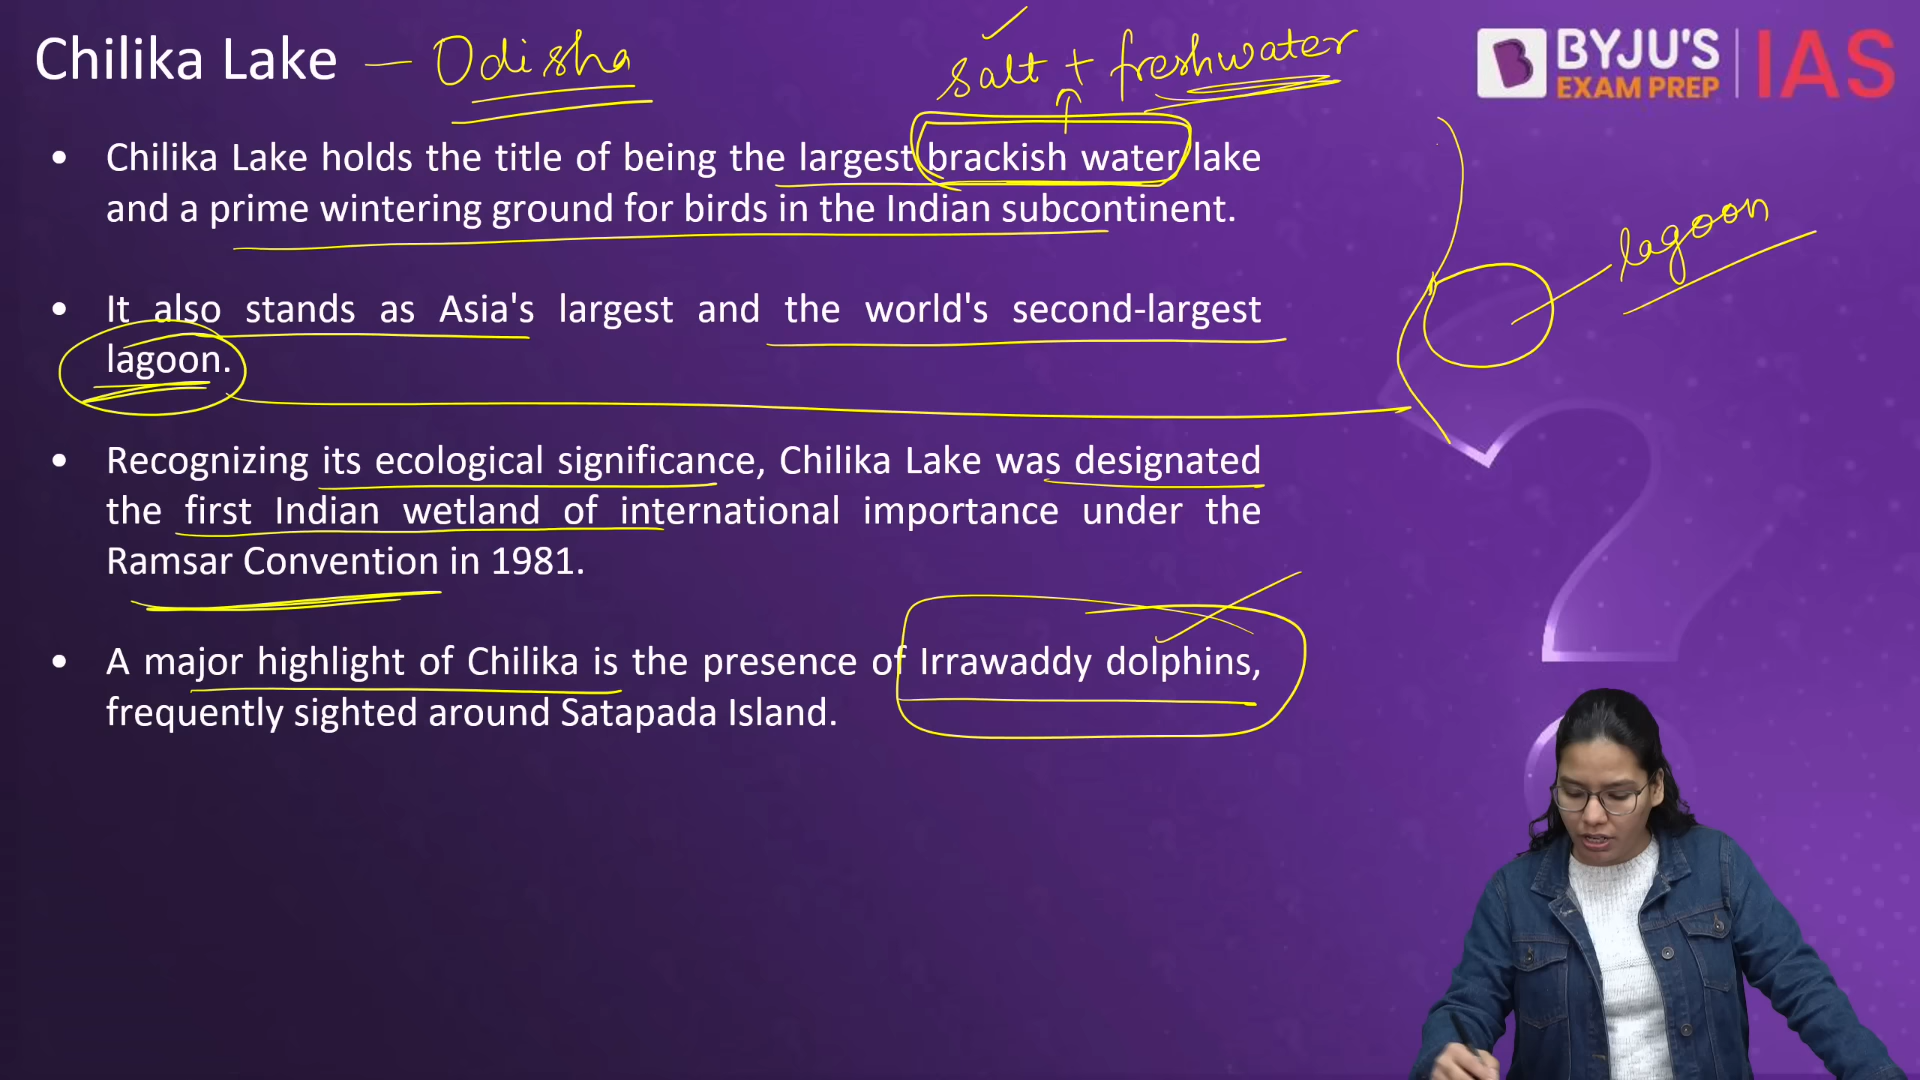 Chilika Lake — Odisha
salt + freshwater
BYJU'S
EXAM PREP
IAS
• Chilika Lake holds the title of being the largest brackish water lake
and a prime wintering ground for birds in the Indian subcontinent.
lagoon
• It also stands as Asia's largest and the world's second-largest
lagoon.
• Recognizing its ecological significance, Chilika Lake was designated
the first Indian wetland of international importance under the
Ramsar Convention in 1981.
• A major highlight of Chilika is the presence of Irrawaddy dolphins,
frequently sighted around Satapada Island.